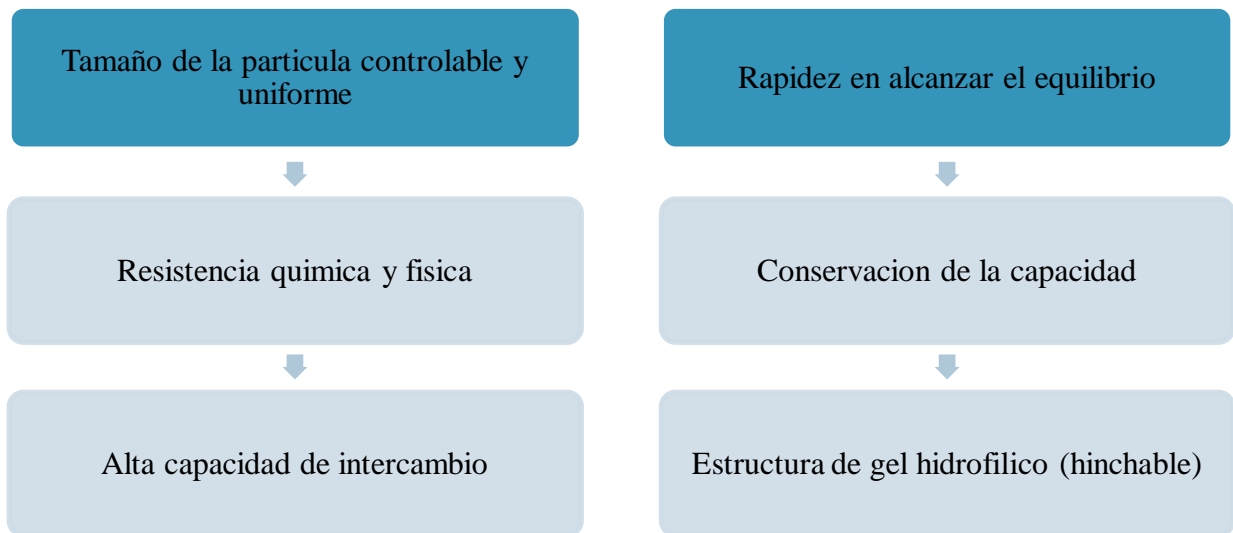 Tamaño de la particula controlable y
uniforme
Resistencia quimica y fisica
Alta capacidad de intercambio
Rapidez en alcanzar el equilibrio
Conservacion de la capacidad
Estructura de gel hidrofilico (hinchable)